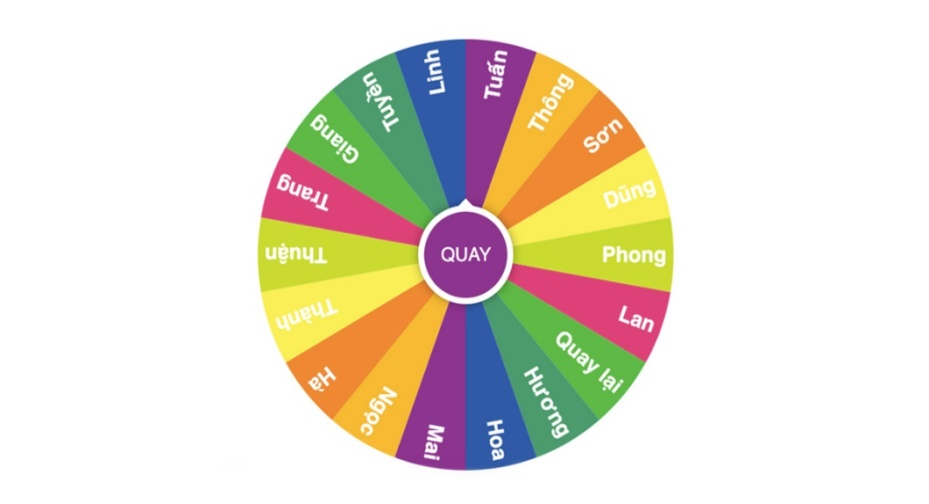 Tuấn
Thông
Sơn
Dũng
Phong
Lan
Quay lại
Hương
Hoa
Mai
Ngọc
Hà
Thành
Thuận
Trang
Giang
Tuyền
Linh
QUAY